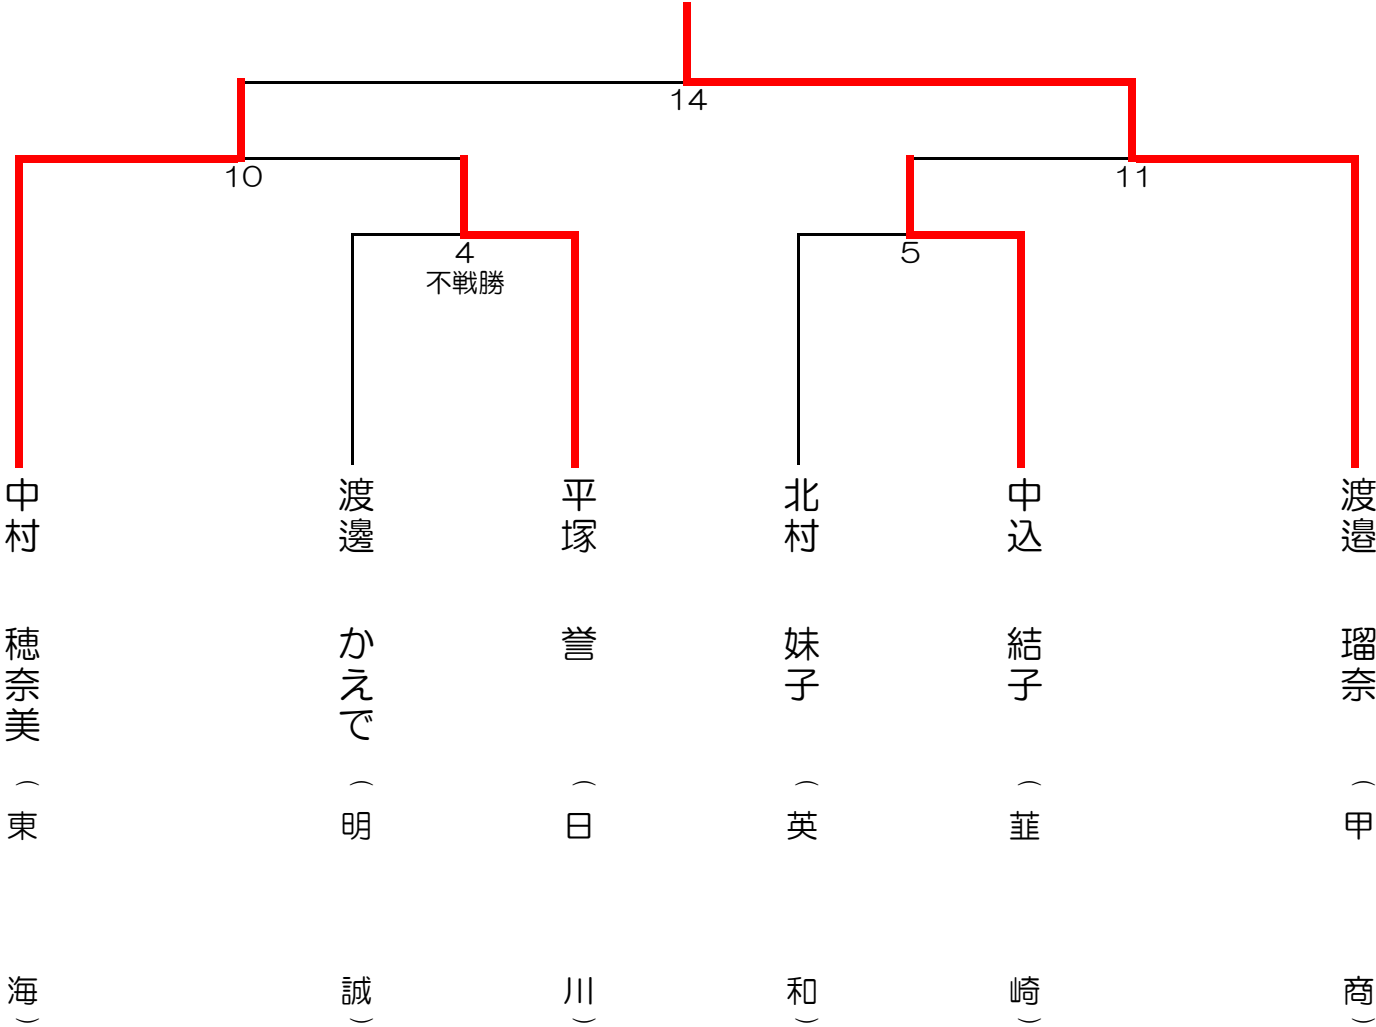 14
10
11
4
不戦勝
5
中村 穂奈美 （東海）
渡邊 かえで （明誠）
平塚 誉 （日川）
北村 妹子 （英和）
中込 結子 （韮崎）
渡邉 瑠奈 （甲商）